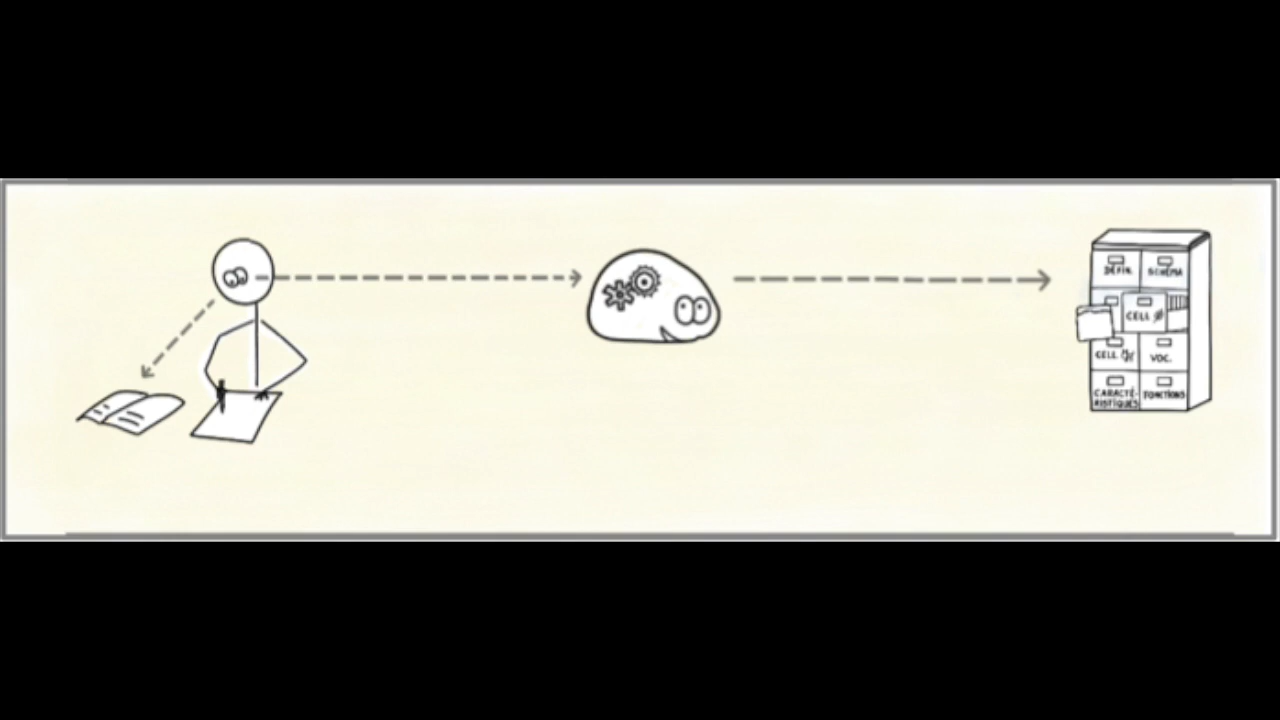 DÉFIN.
SCHÉMA
CELL
CELL
VOC.
CARACTÉ-
RISTIQUES
FONCTIONS